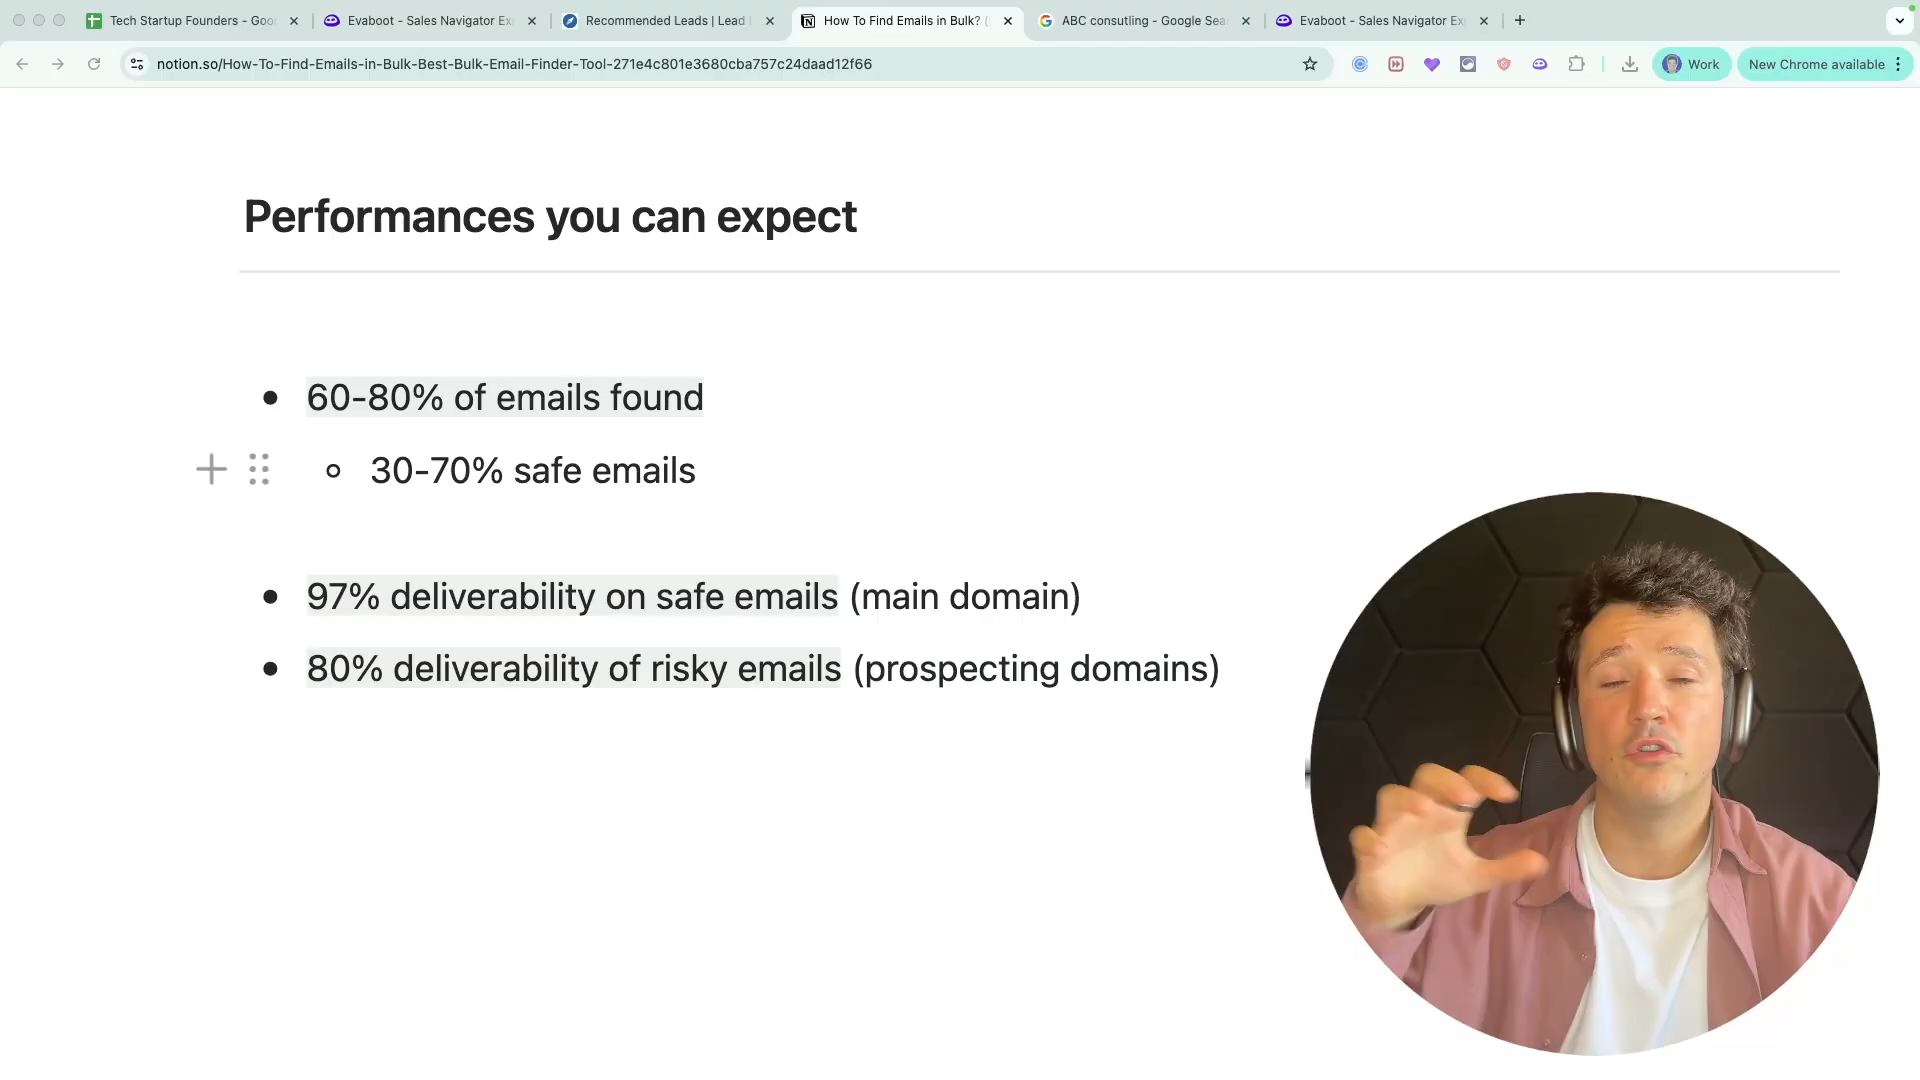 Tech Startup Founders - Goo
Evaboot - Sales Navigator Ex
Recommended Leads | Lead
How To Find Emails in Bulk? (
ABC consutling - Google Sea
Evaboot - Sales Navigator Ex
notion.so/How-To-Find-Emails-in-Bulk-Best-Bulk-Email-Finder-Tool-271e4c801e3680cba757c24daad12f66
Work
New Chrome available
Performances you can expect
60-80% of emails found
30-70% safe emails
97% deliverability on safe emails (main domain)
80% deliverability of risky emails (prospecting domains)